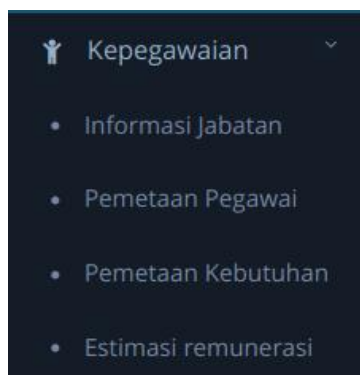 Kepegawaian
Informasi Jabatan
Pemetaan Pegawai
Pemetaan Kebutuhan
Estimasi remunerasi